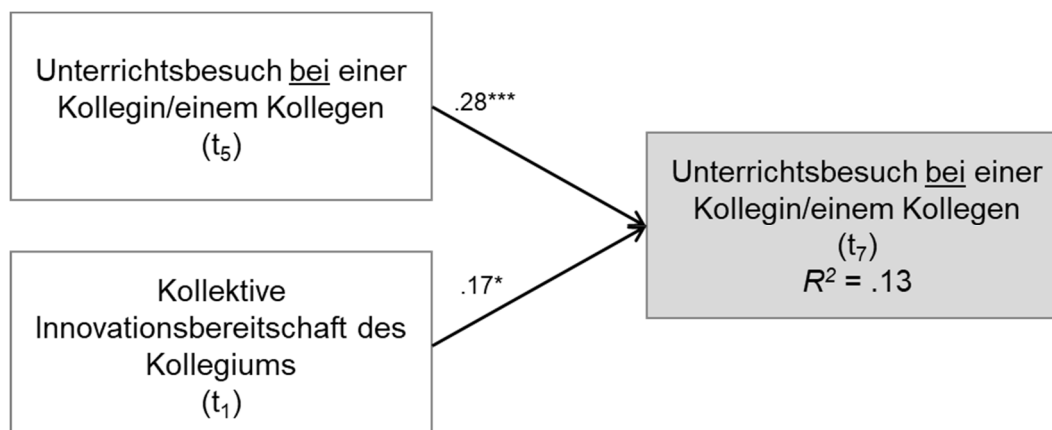 Unterrichtsbesuch bei einer
Kollegin/einem Kollegen
(t₅)
.28***
Unterrichtsbesuch bei einer
Kollegin/einem Kollegen
(t₇)
R² = .13
Kollektive
Innovationsbereitschaft des
Kollegiums
(t₁)
.17*